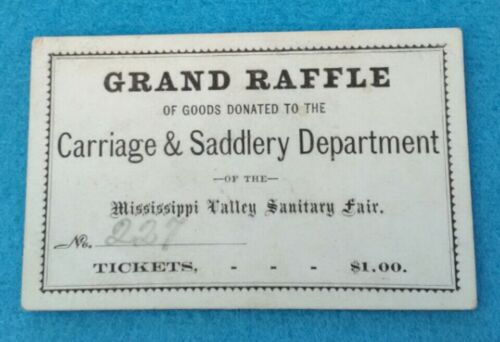 GRAND RAFFLE
OF GOODS DONATED TO THE
Carriage & Saddlery Department
—OF THE—
Mississippi Valley Sanitary Fair.
No. 227
TICKETS, - - - $1.00.